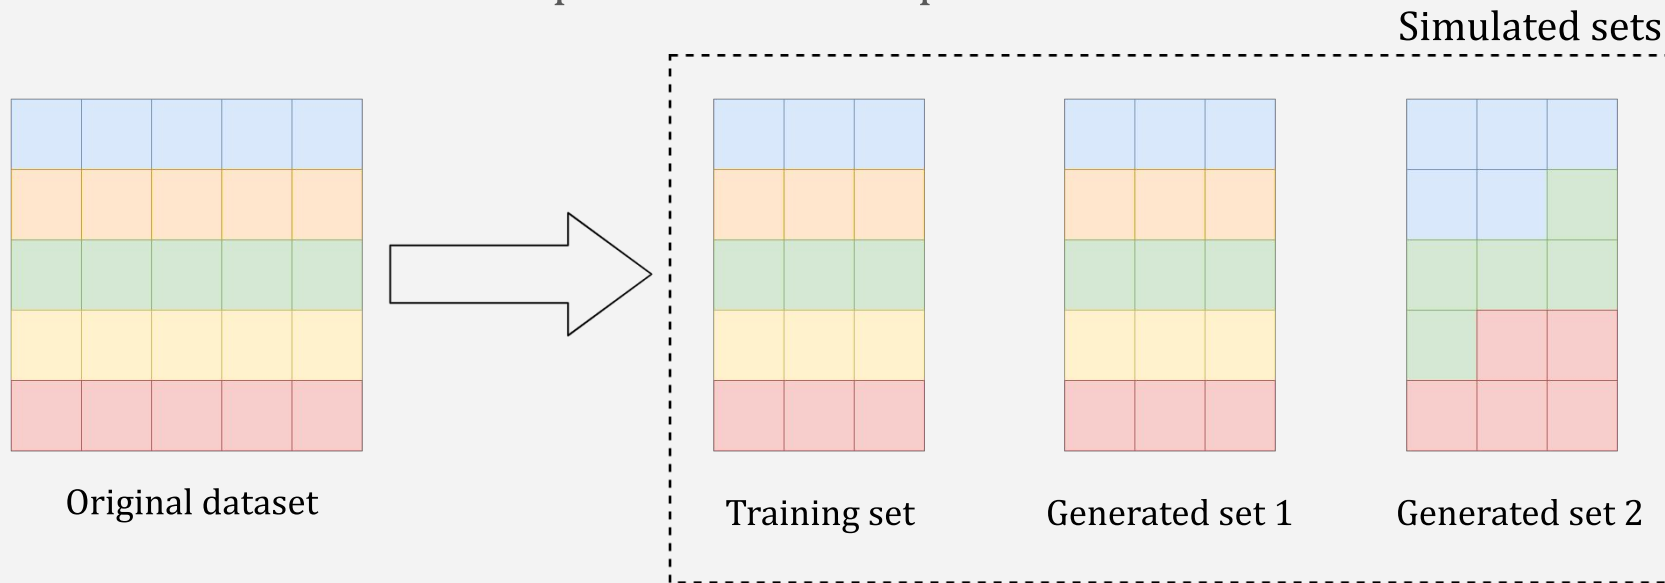 Simulated sets
Original dataset
Training set
Generated set 1
Generated set 2